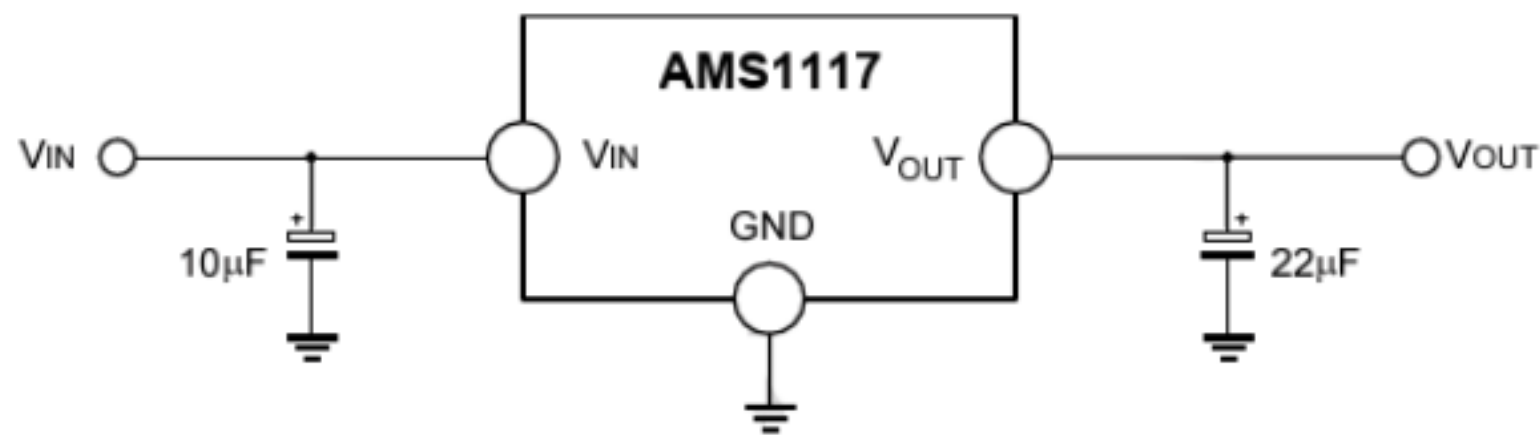 AMS1117
VIN
VIN
VOUT
VOUT
GND
+
10µF
+
22µF